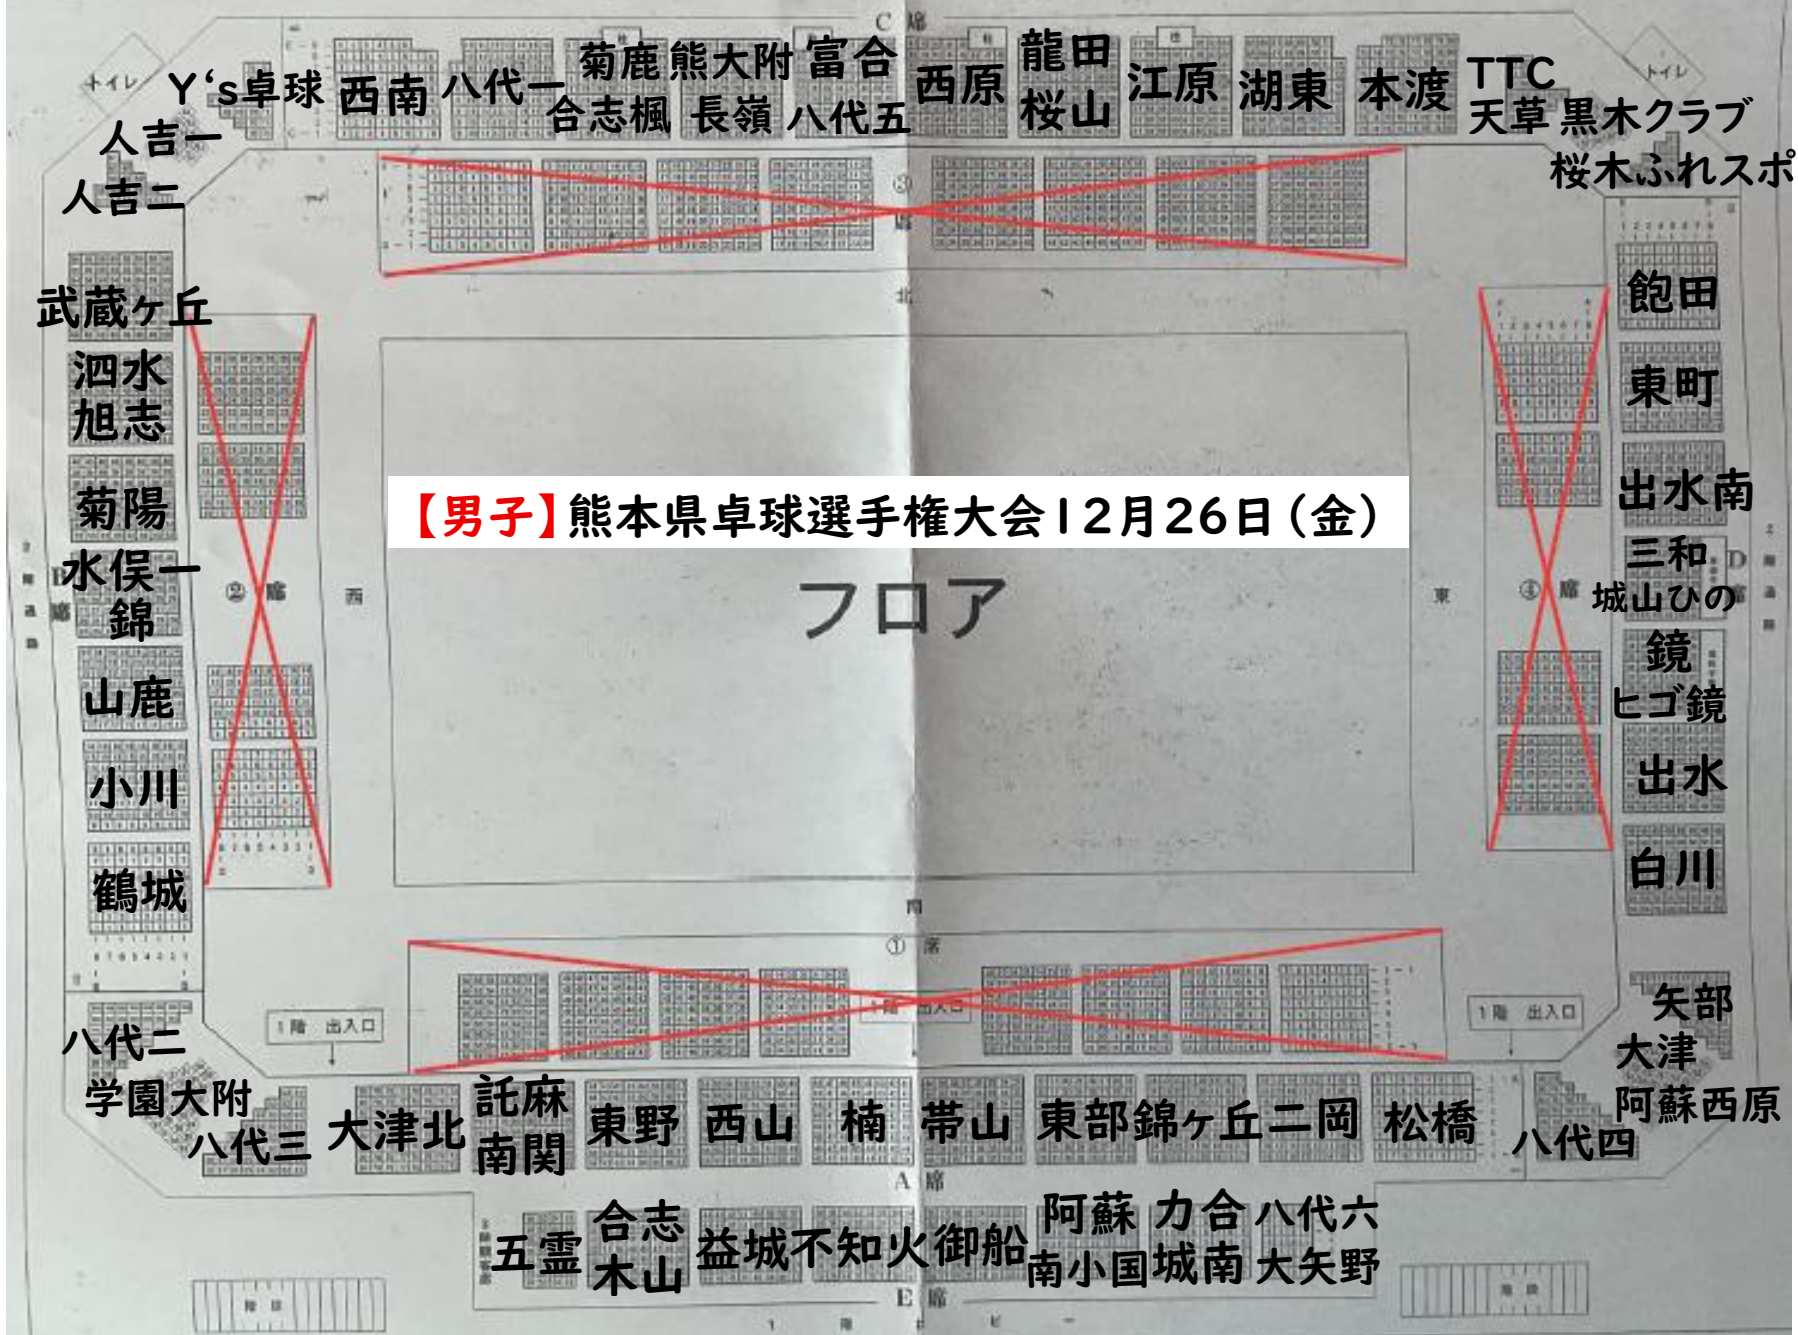 C 席
トイレ
Y‘s卓球
西南
八代一
菊鹿
合志楓
熊大附
長嶺
富合
八代五
西原
龍田
桜山
江原
湖東
本渡
TTC
天草
黒木クラブ
桜木ふれスポ
トイレ
人吉一
人吉二
③
席
北
武蔵ヶ丘
泗水
旭志
菊陽
水俣一
錦
山鹿
小川
鶴城
B
席
② 席
西
【男子】熊本県卓球選手権大会12月26日(金)
フロア
東
④ 席
飽田
東町
出水南
三和
城山ひの
鏡
ヒゴ鏡
出水
白川
D
席
① 席
1階 出入口
1階 出入口
1階 出入口
八代二
学園大附
八代三
大津北
託麻
南関
東野
西山
楠
帯山
東部
錦ヶ丘
二岡
松橋
八代四
矢部
大津
阿蘇西原
A 席
五霊
合志
木山
益城
不知火
御船
阿蘇
南小国
力合
城南
八代六
大矢野
E 席